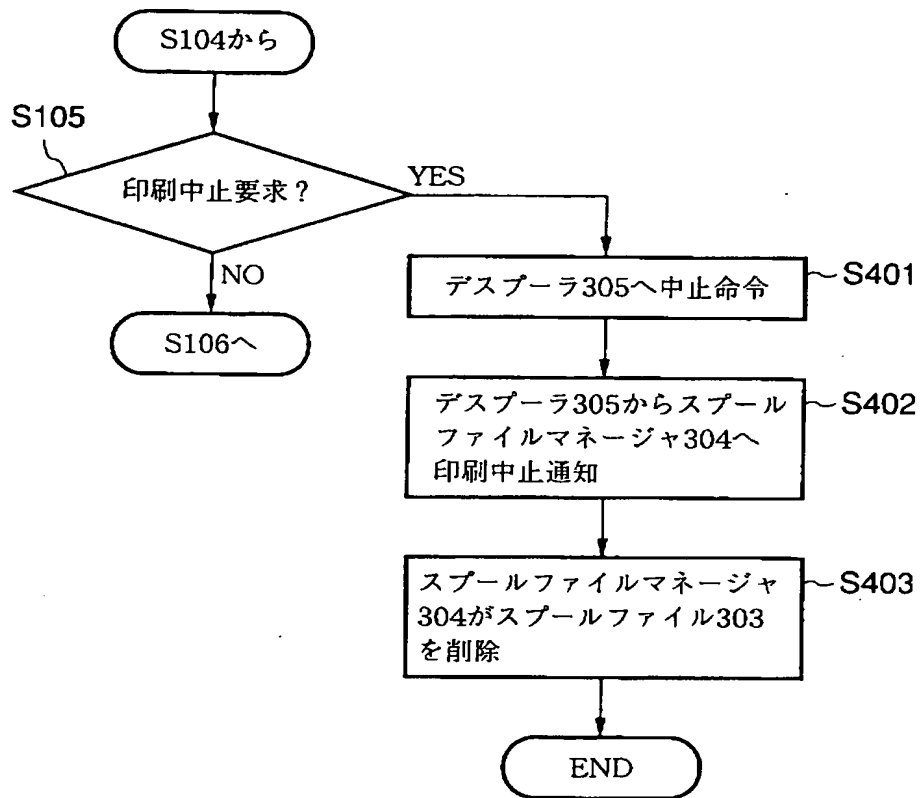 S104から
S105
印刷中止要求？
YES
NO
S106へ
デスプーラ305へ中止命令
S401
デスプーラ305からスプール
ファイルマネージャ304へ
印刷中止通知
S402
スプールファイルマネージャ
304がスプールファイル303
を削除
S403
END